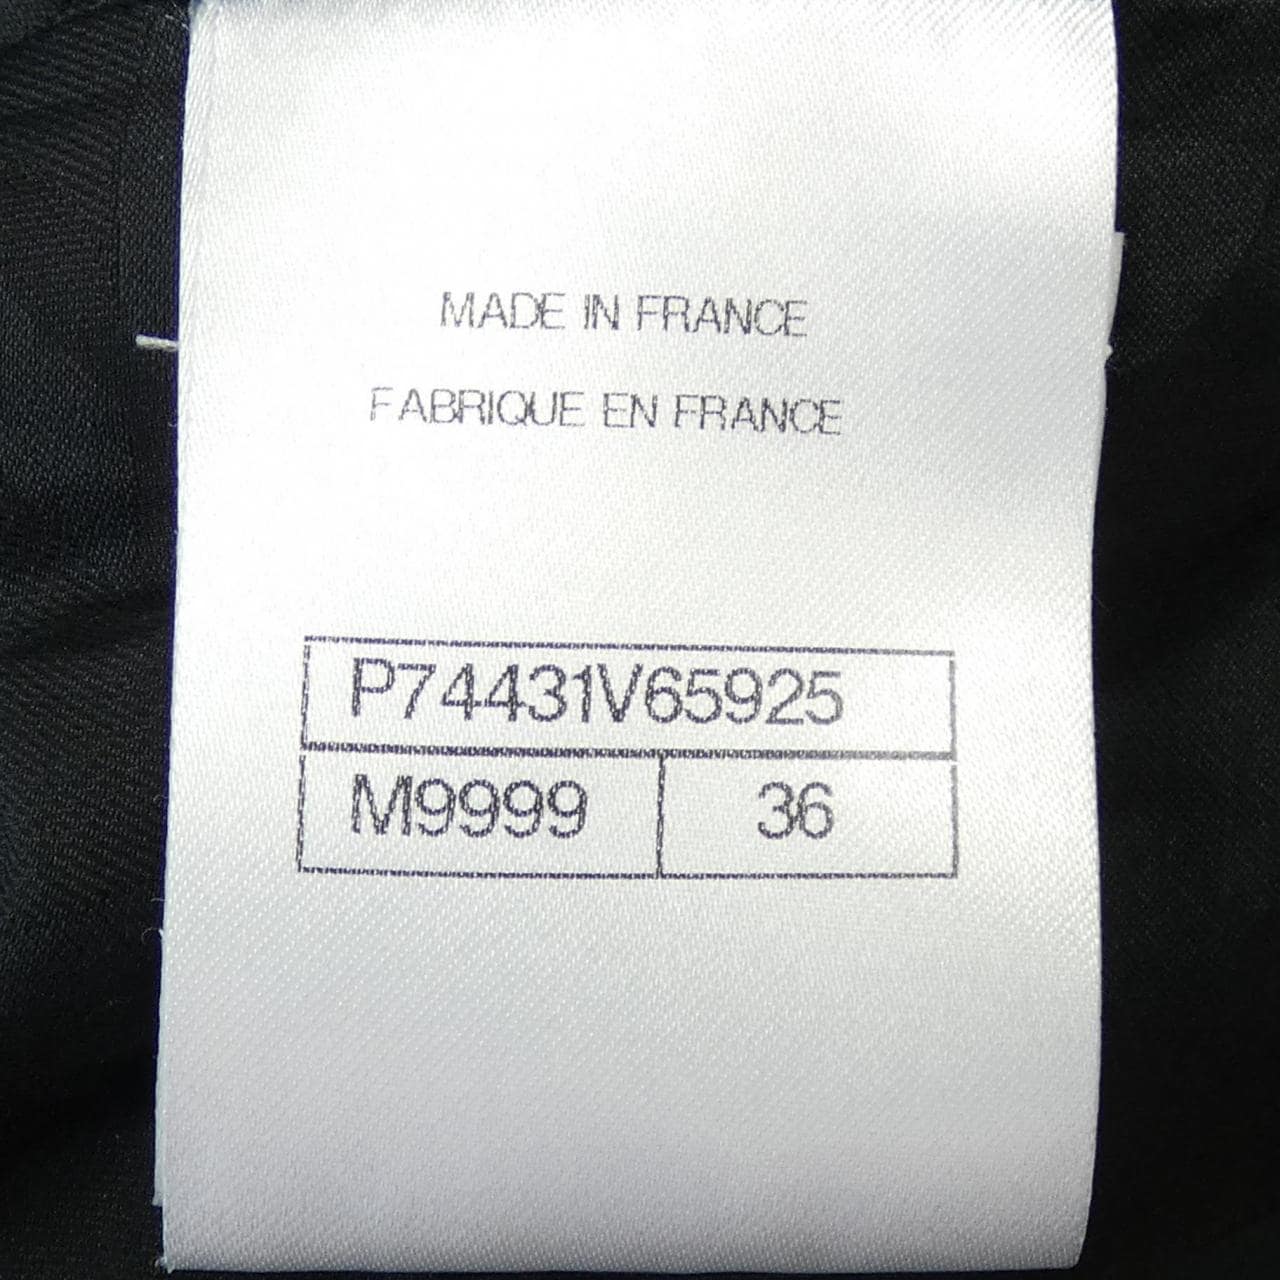 MADE IN FRANCE
FABRIQUE EN FRANCE
P74431V65925
M9999 36